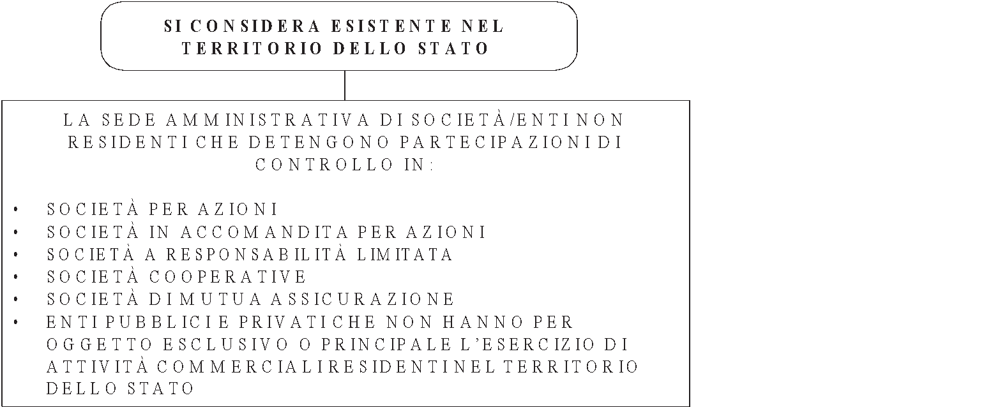 SI CONSIDERA ESISTENTE NEL
TERRITORIO DELLO STATO
LA SEDE AMMINISTRATIVA DI SOCIETÀ/ENTI NON
RESIDENTI CHE DETENGONO PARTECIPAZIONI DI
CONTROLLO IN:
• SOCIETÀ PER AZIONI
• SOCIETÀ IN ACCOMANDITA PER AZIONI
• SOCIETÀ A RESPONSABILITÀ LIMITATA
• SOCIETÀ COOPERATIVE
• SOCIETÀ DI MUTUA ASSICURAZIONE
• ENTI PUBBLICI E PRIVATI CHE NON HANNO PER
OGGETTO ESCLUSIVO O PRINCIPALE L'ESERCIZIO DI
ATTIVITÀ COMMERCIALI RESIDENTI NEL TERRITORIO
DELLO STATO